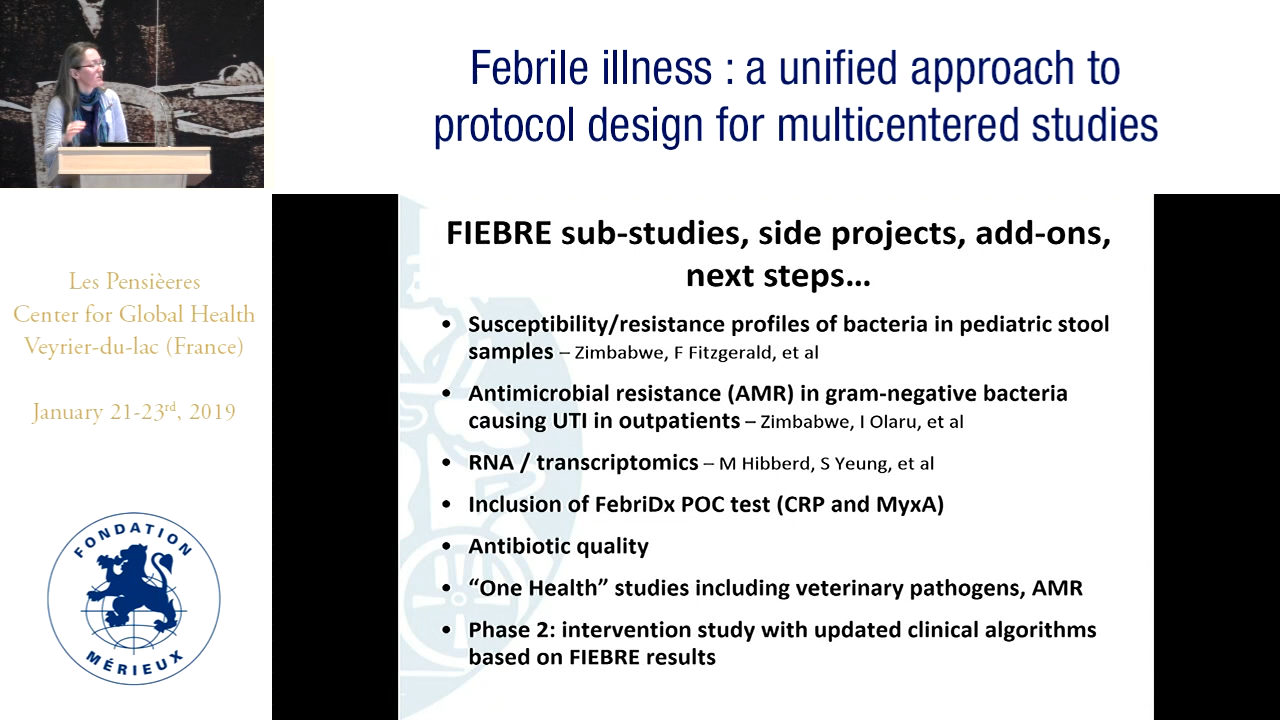 Febrile illness : a unified approach to
protocol design for multicentered studies
Les Pensièeres
Center for Global Health
Veyrier-du-lac (France)
January 21-23rd, 2019
FONDATION
MÉRIEUX
FIEBRE sub-studies, side projects, add-ons,
next steps…
• Susceptibility/resistance profiles of bacteria in pediatric stool
samples – Zimbabwe, F Fitzgerald, et al
• Antimicrobial resistance (AMR) in gram-negative bacteria
causing UTI in outpatients – Zimbabwe, I Olaru, et al
• RNA / transcriptomics – M Hibberd, S Yeung, et al
• Inclusion of FebriDx POC test (CRP and MyxA)
• Antibiotic quality
• “One Health” studies including veterinary pathogens, AMR
• Phase 2: intervention study with updated clinical algorithms
based on FIEBRE results